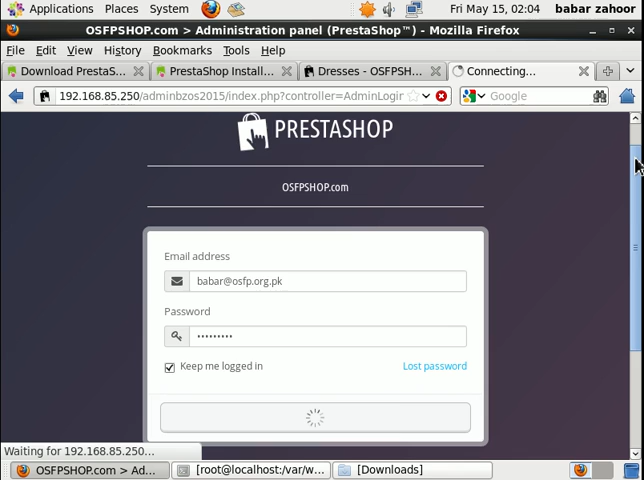 Applications Places System Fri May 15, 02:04 babar zahoor
OSFPSHOP.com > Administration panel (PrestaShop™) - Mozilla Firefox
File Edit View History Bookmarks Tools Help
Download PrestaS... PrestaShop Install... Dresses - OSFPSH... Connecting...
192.168.85.250/adminbzos2015/index.php?controller=AdminLogin Google
PRESTASHOP
OSFPSHOP.com
Email address
babar@osfp.org.pk
Password
•••••••••
Keep me logged in Lost password
Waiting for 192.168.85.250...
OSFPSHOP.com > Ad... [root@localhost:/var/w... [Downloads]